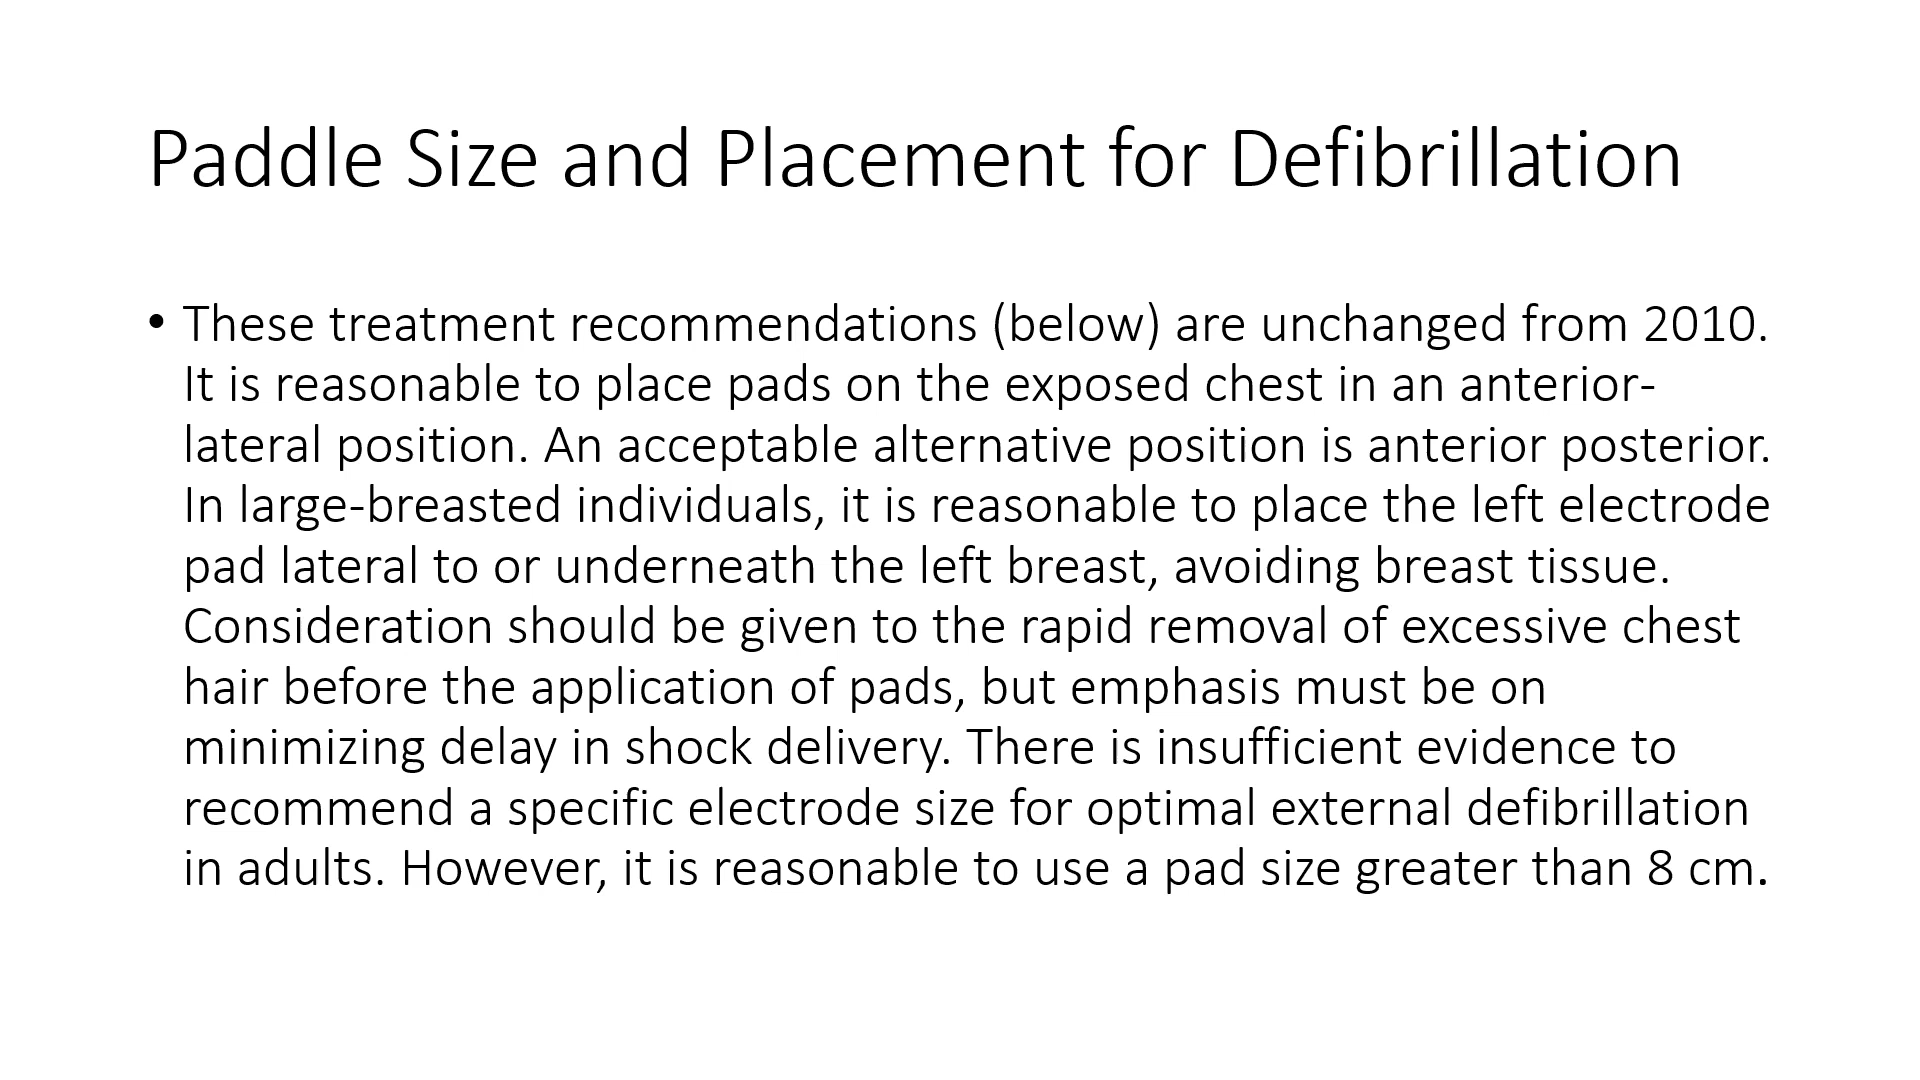 Paddle Size and Placement for Defibrillation
• These treatment recommendations (below) are unchanged from 2010.
It is reasonable to place pads on the exposed chest in an anterior-
lateral position. An acceptable alternative position is anterior posterior.
In large-breasted individuals, it is reasonable to place the left electrode
pad lateral to or underneath the left breast, avoiding breast tissue.
Consideration should be given to the rapid removal of excessive chest
hair before the application of pads, but emphasis must be on
minimizing delay in shock delivery. There is insufficient evidence to
recommend a specific electrode size for optimal external defibrillation
in adults. However, it is reasonable to use a pad size greater than 8 cm.